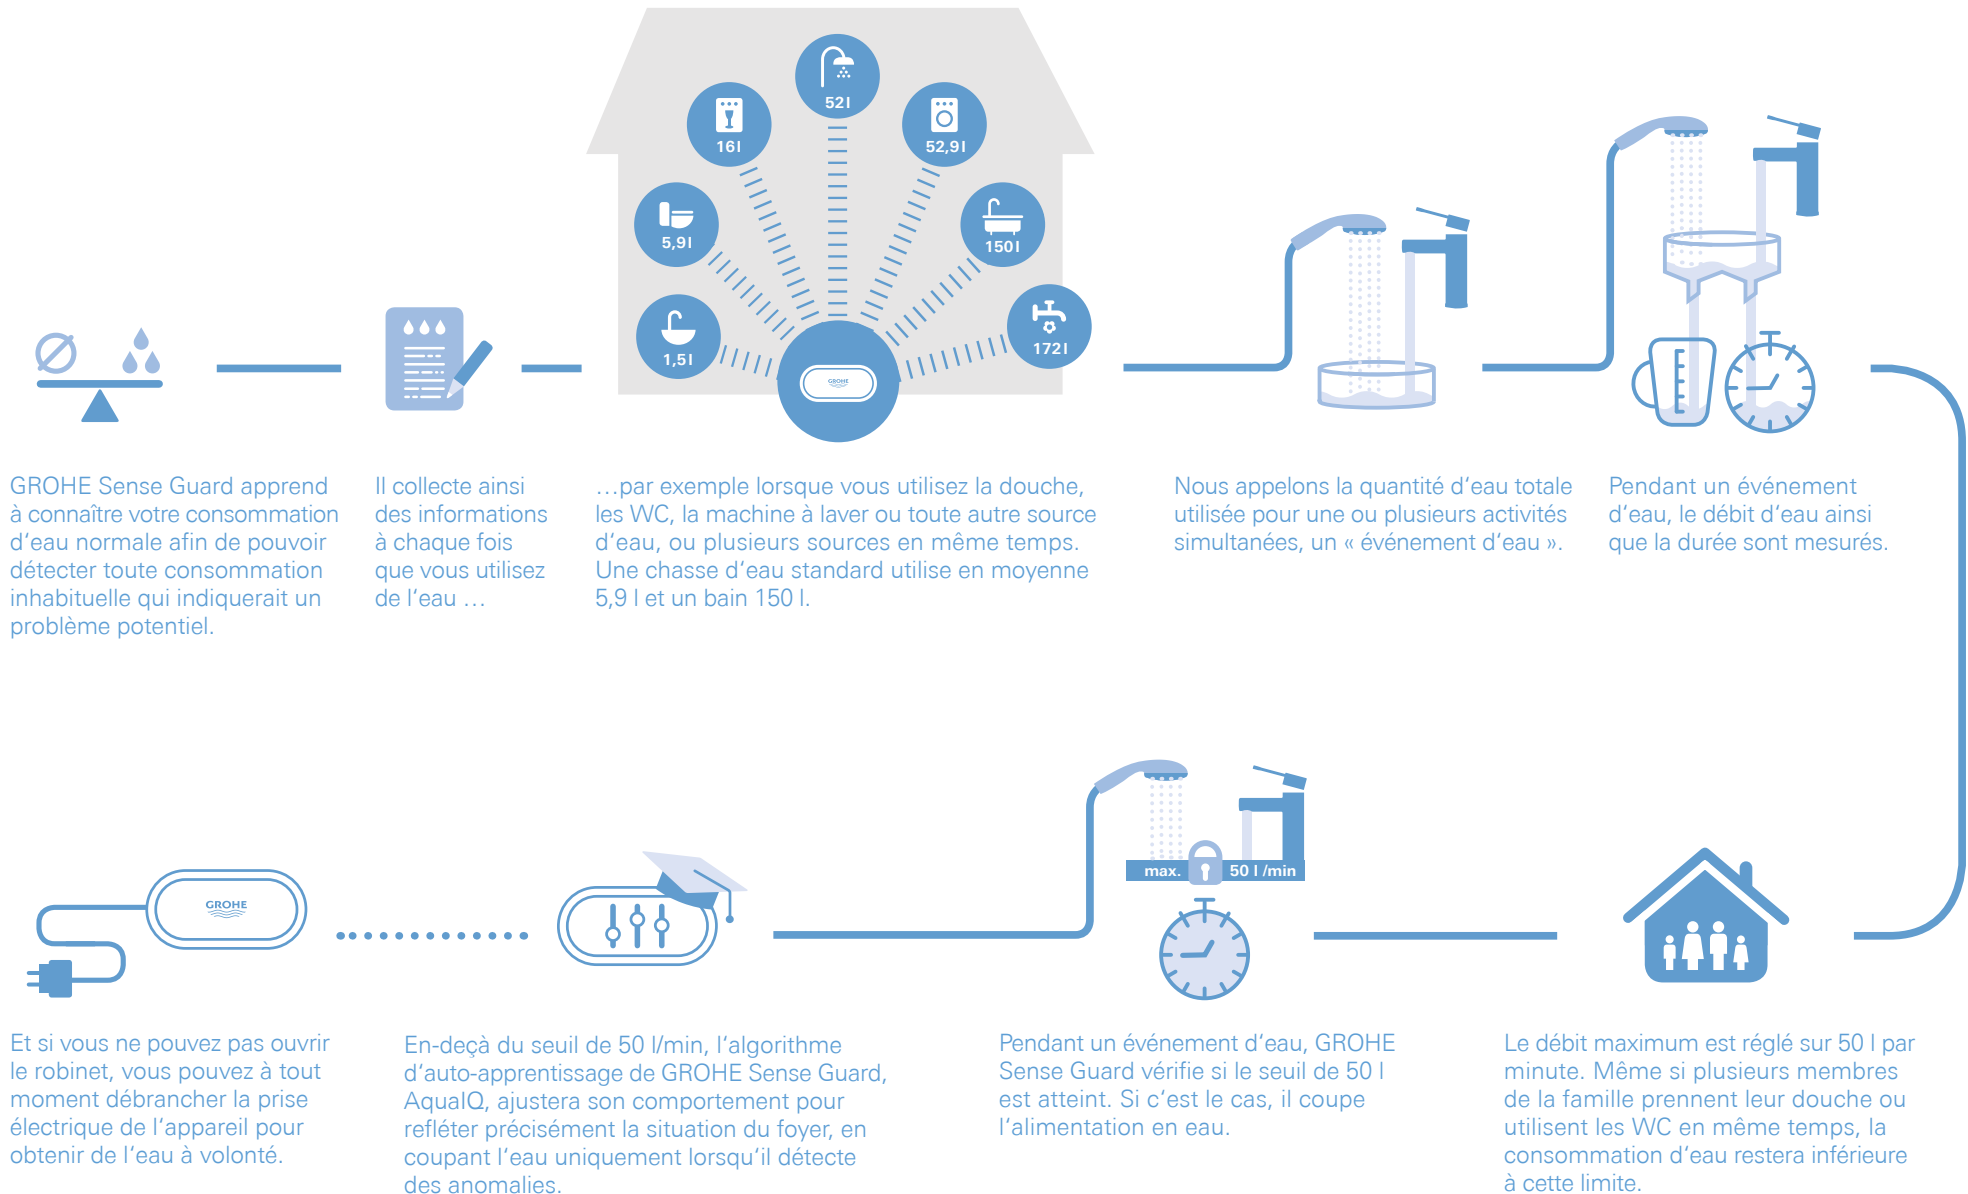 52 l
16 l
52,9 l
5,9 l
150 l
1,5 l
172 l
GROHE
GROHE Sense Guard apprend
à connaître votre consommation
d‘eau normale afin de pouvoir
détecter toute consommation
inhabituelle qui indiquerait un
problème potentiel.
Il collecte ainsi
des informations
à chaque fois
que vous utilisez
de l‘eau …
…par exemple lorsque vous utilisez la douche,
les WC, la machine à laver ou toute autre source
d‘eau, ou plusieurs sources en même temps.
Une chasse d‘eau standard utilise en moyenne
5,9 l et un bain 150 l.
Nous appelons la quantité d‘eau totale
utilisée pour une ou plusieurs activités
simultanées, un « événement d‘eau ».
Pendant un événement
d‘eau, le débit d‘eau ainsi
que la durée sont mesurés.
GROHE
max. 50 l /min
Et si vous ne pouvez pas ouvrir
le robinet, vous pouvez à tout
moment débrancher la prise
électrique de l‘appareil pour
obtenir de l‘eau à volonté.
En-deçà du seuil de 50 l/min, l‘algorithme
d‘auto-apprentissage de GROHE Sense Guard,
AquaIQ, ajustera son comportement pour
refléter précisément la situation du foyer, en
coupant l‘eau uniquement lorsqu‘il détecte
des anomalies.
Pendant un événement d‘eau, GROHE
Sense Guard vérifie si le seuil de 50 l
est atteint. Si c‘est le cas, il coupe
l‘alimentation en eau.
Le débit maximum est réglé sur 50 l par
minute. Même si plusieurs membres
de la famille prennent leur douche ou
utilisent les WC en même temps, la
consommation d‘eau restera inférieure
à cette limite.